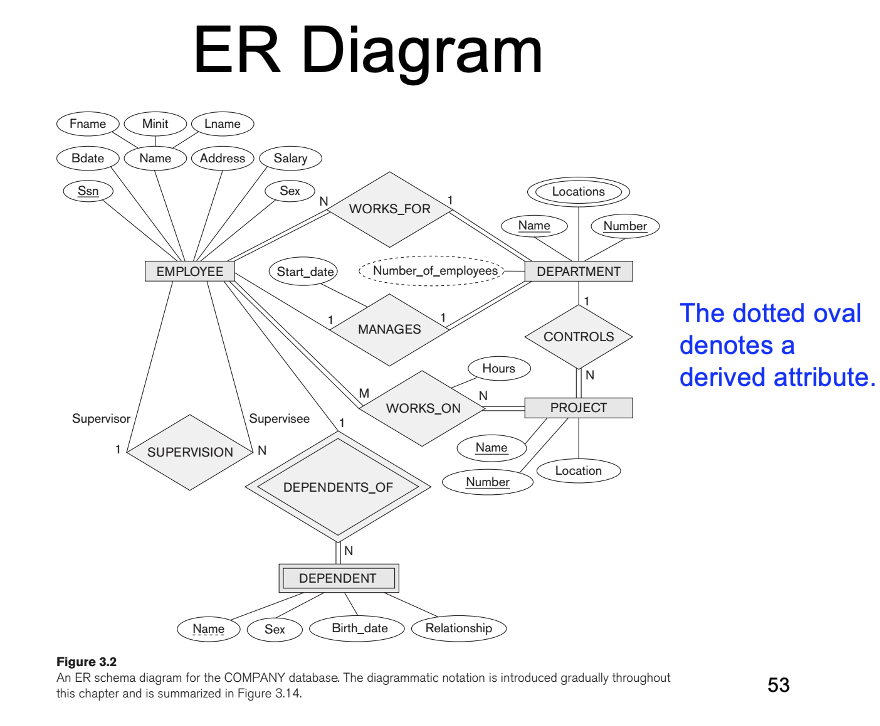 ER Diagram
Fname Minit Lname
Bdate Name Address Salary
Ssn Sex
Locations
N 1
WORKS_FOR
Name Number
EMPLOYEE Start_date Number_of_employees DEPARTMENT
1 MANAGES 1
1
CONTROLS
N
The dotted oval
denotes a
derived attribute.
Hours
M WORKS_ON N PROJECT
Supervisor Supervisee
1 SUPERVISION N
1
Name
Number
Location
DEPENDENTS_OF
N
DEPENDENT
Name Sex Birth_date Relationship
Figure 3.2
An ER schema diagram for the COMPANY database. The diagrammatic notation is introduced gradually throughout
this chapter and is summarized in Figure 3.14.
53